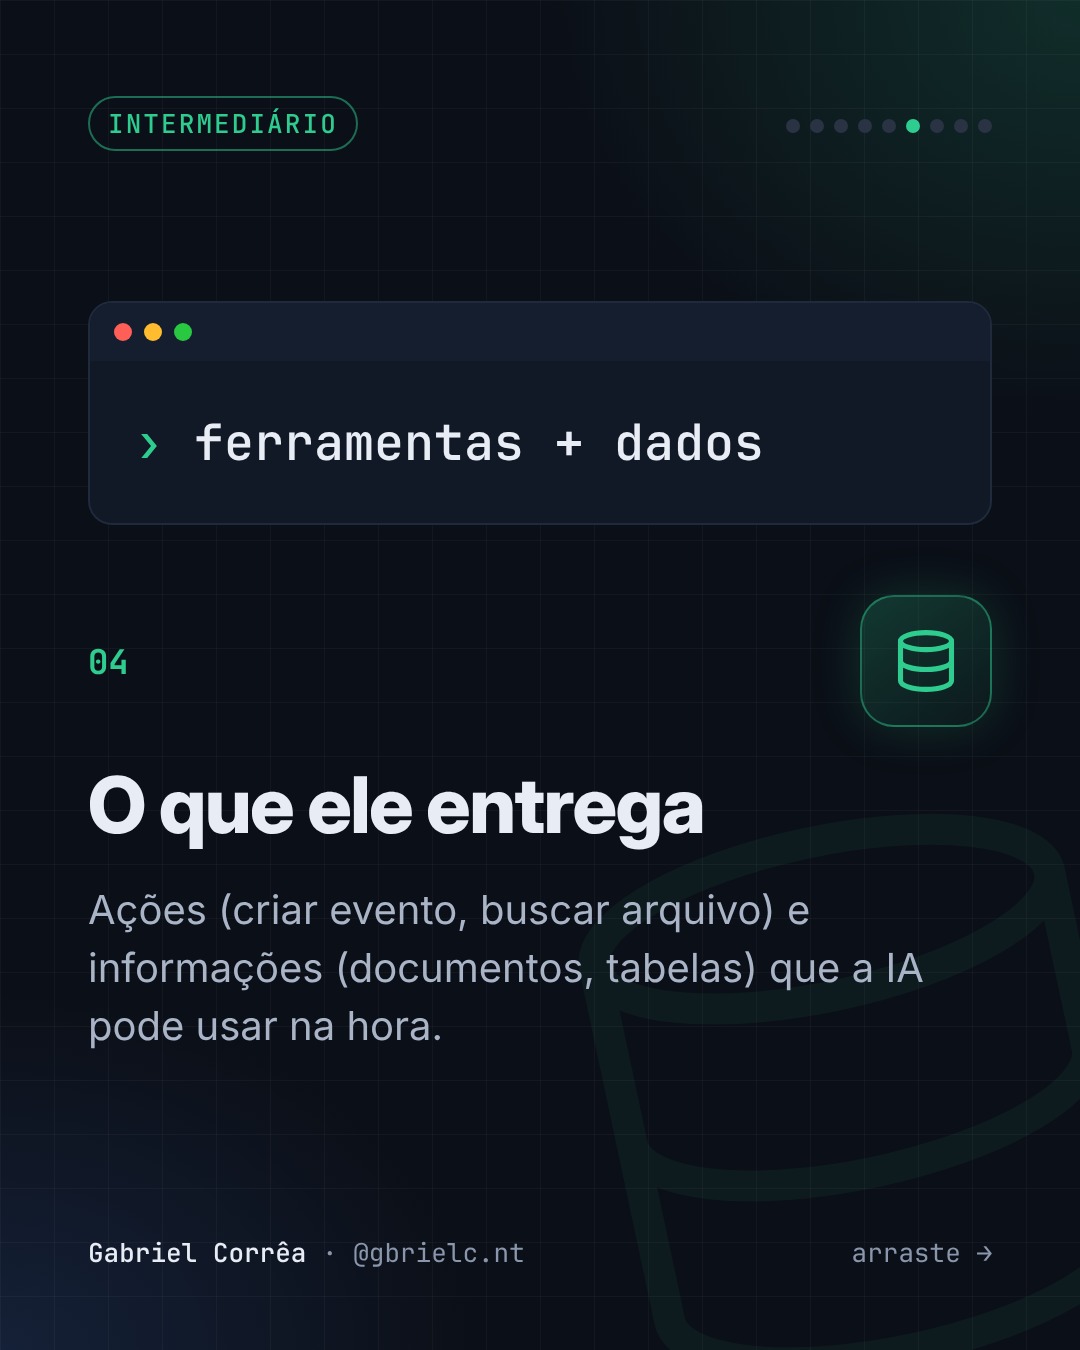 INTERMEDIÁRIO
› ferramentas + dados
04
O que ele entrega
Ações (criar evento, buscar arquivo) e
informações (documentos, tabelas) que a IA
pode usar na hora.
Gabriel Corrêa · @gbrielc.nt
arraste →